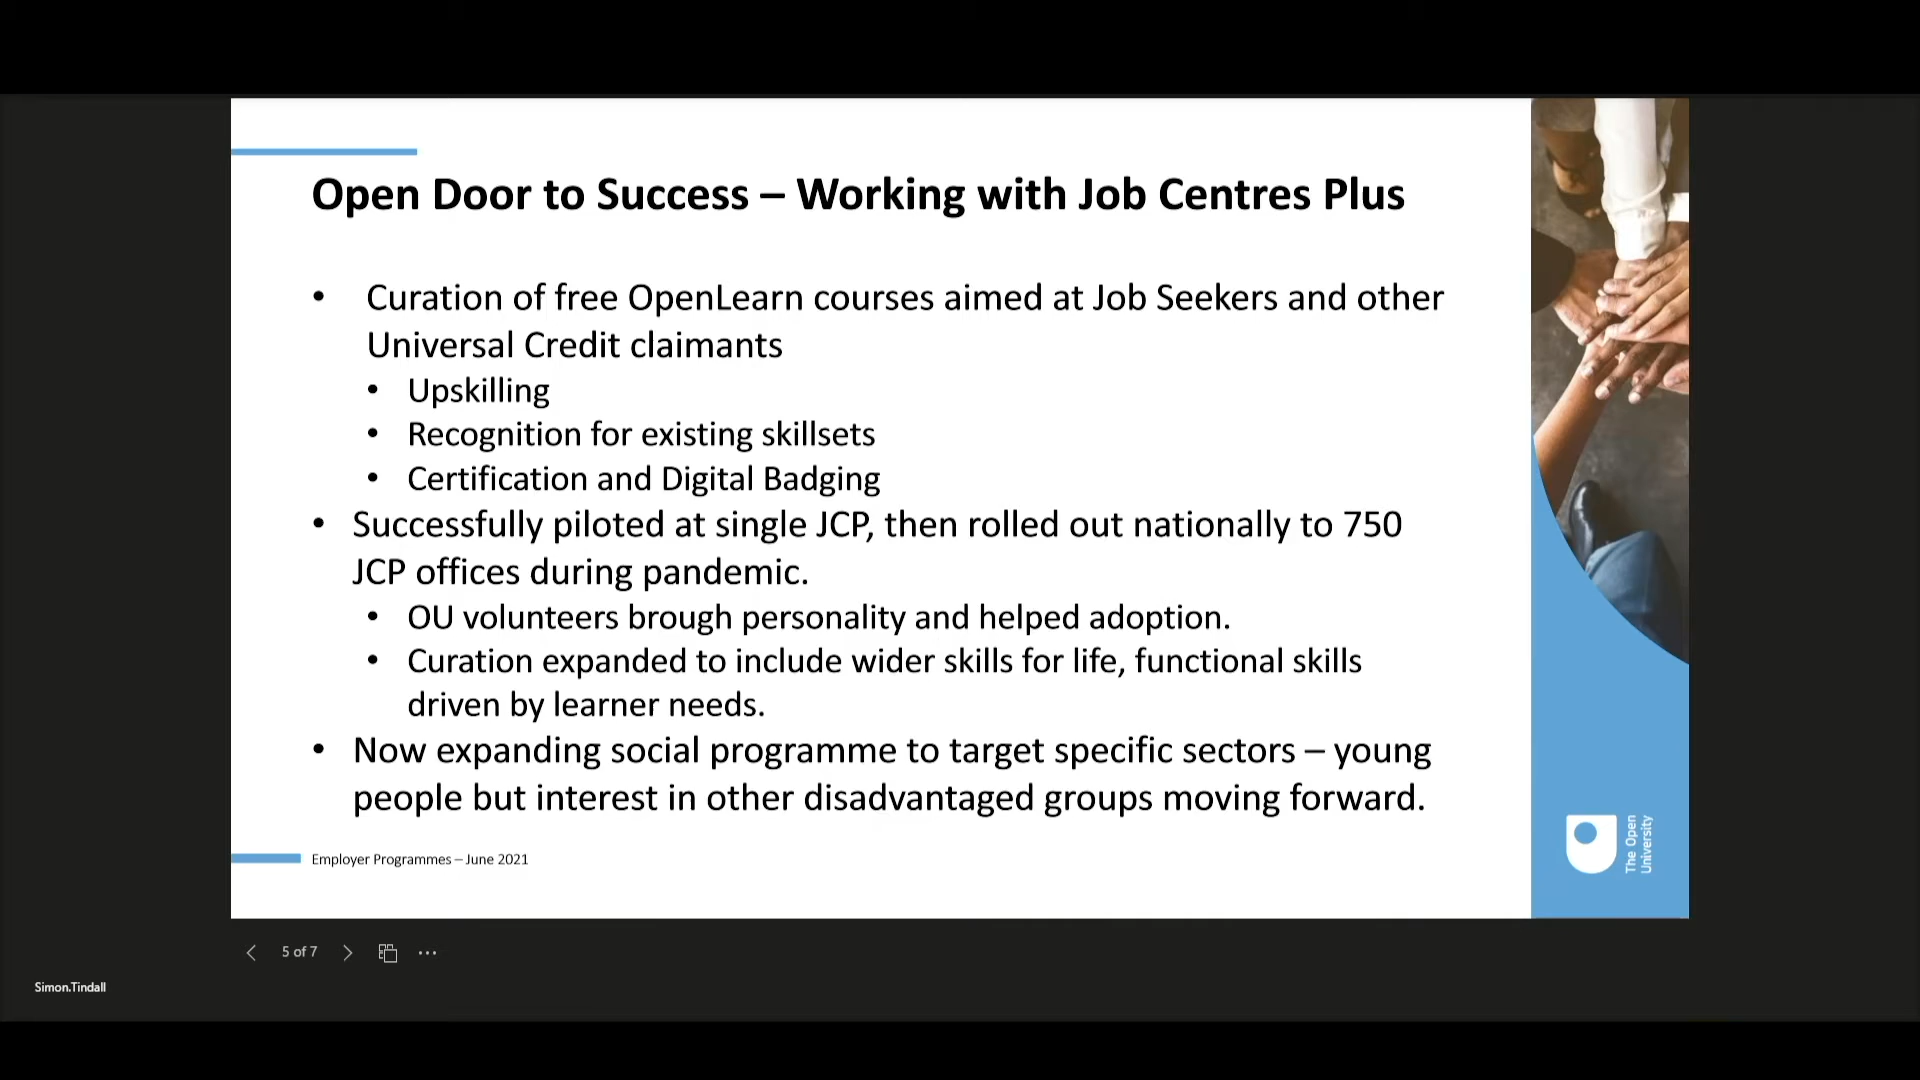 Open Door to Success – Working with Job Centres Plus
• Curation of free OpenLearn courses aimed at Job Seekers and other
Universal Credit claimants
• Upskilling
• Recognition for existing skillsets
• Certification and Digital Badging
• Successfully piloted at single JCP, then rolled out nationally to 750
JCP offices during pandemic.
• OU volunteers brough personality and helped adoption.
• Curation expanded to include wider skills for life, functional skills
driven by learner needs.
• Now expanding social programme to target specific sectors – young
people but interest in other disadvantaged groups moving forward.
Employer Programmes – June 2021
The Open
University
5 of 7
Simon.Tindall